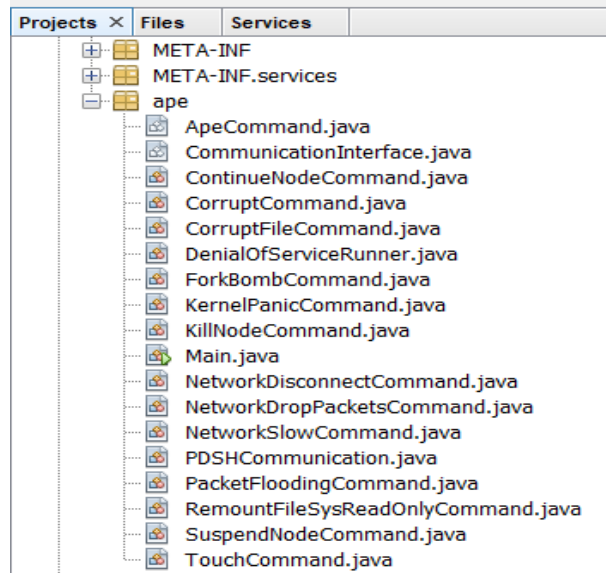 Projects × Files Services
META-INF
META-INF.services
ape
ApeCommand.java
CommunicationInterface.java
ContinueNodeCommand.java
CorruptCommand.java
CorruptFileCommand.java
DenialOfServiceRunner.java
ForkBombCommand.java
KernelPanicCommand.java
KillNodeCommand.java
Main.java
NetworkDisconnectCommand.java
NetworkDropPacketsCommand.java
NetworkSlowCommand.java
PDSHCommunication.java
PacketFloodingCommand.java
RemountFileSysReadOnlyCommand.java
SuspendNodeCommand.java
TouchCommand.java